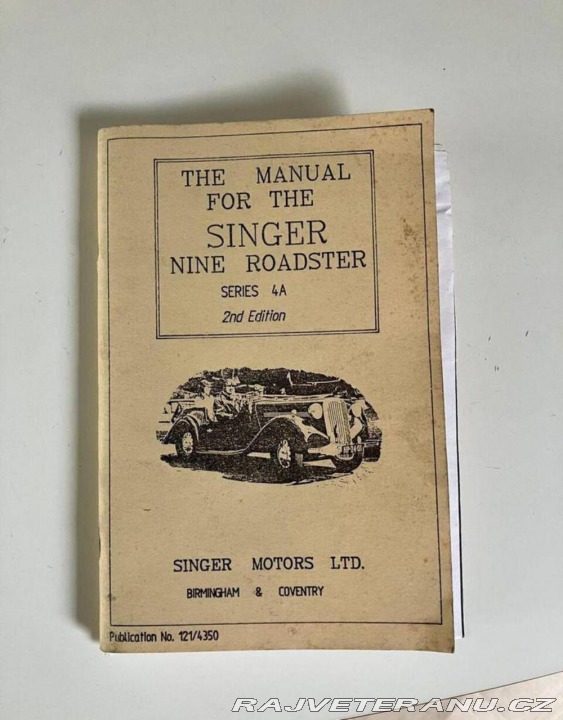 THE MANUAL
FOR THE
SINGER
NINE ROADSTER
SERIES 4A
2nd Edition
SINGER MOTORS LTD.
BIRMINGHAM & COVENTRY
Publication No. 121/4350
RAJVETERANU.CZ